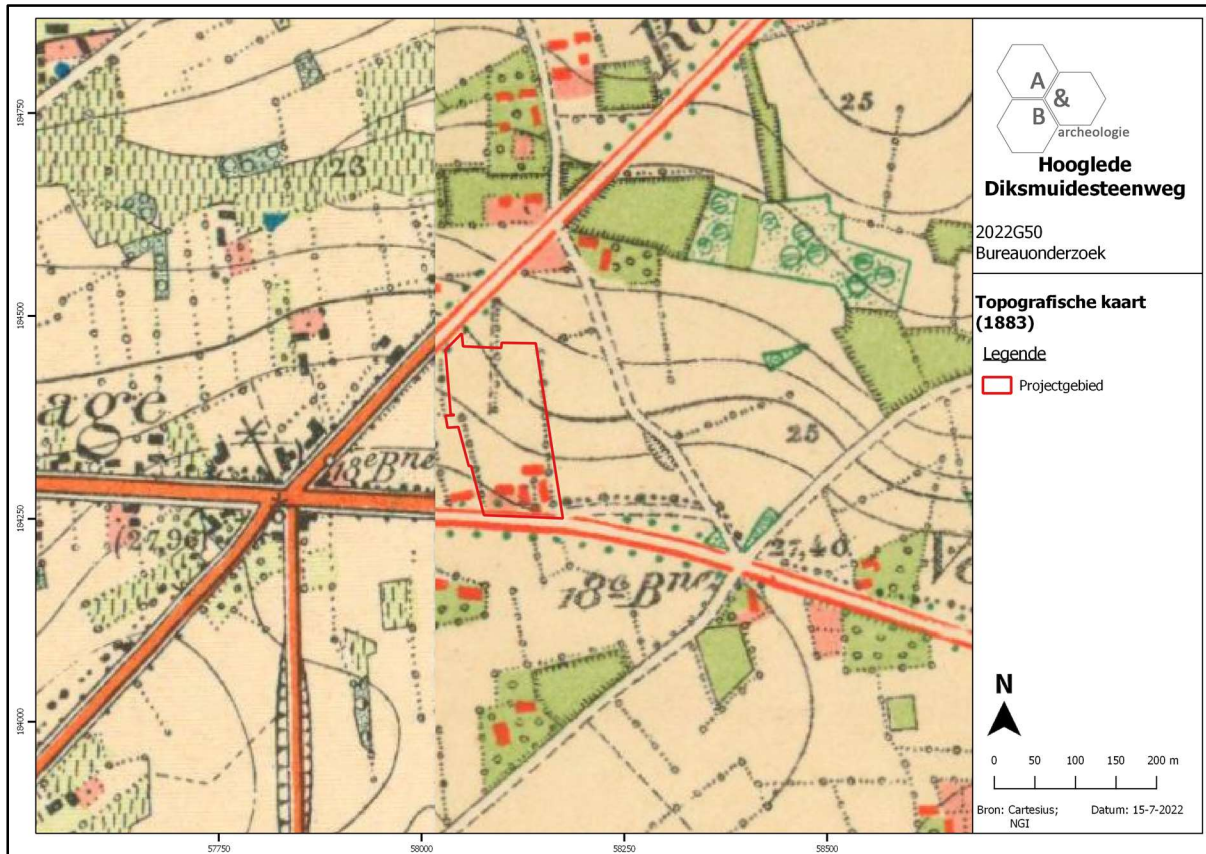 A
&
B
archeologie
Hooglede
Diksmuidesteenweg
2022G50
Bureauonderzoek
Topografische kaart
(1883)
Legende
Projectgebied
N
0 50 100 150 200 m
Bron: Cartesius;
NGI
Datum: 15-7-2022
184750
184500
184250
184000
57750
58000
58250
58500
25
23
25
age
18e Bne
27,40
18e Bne